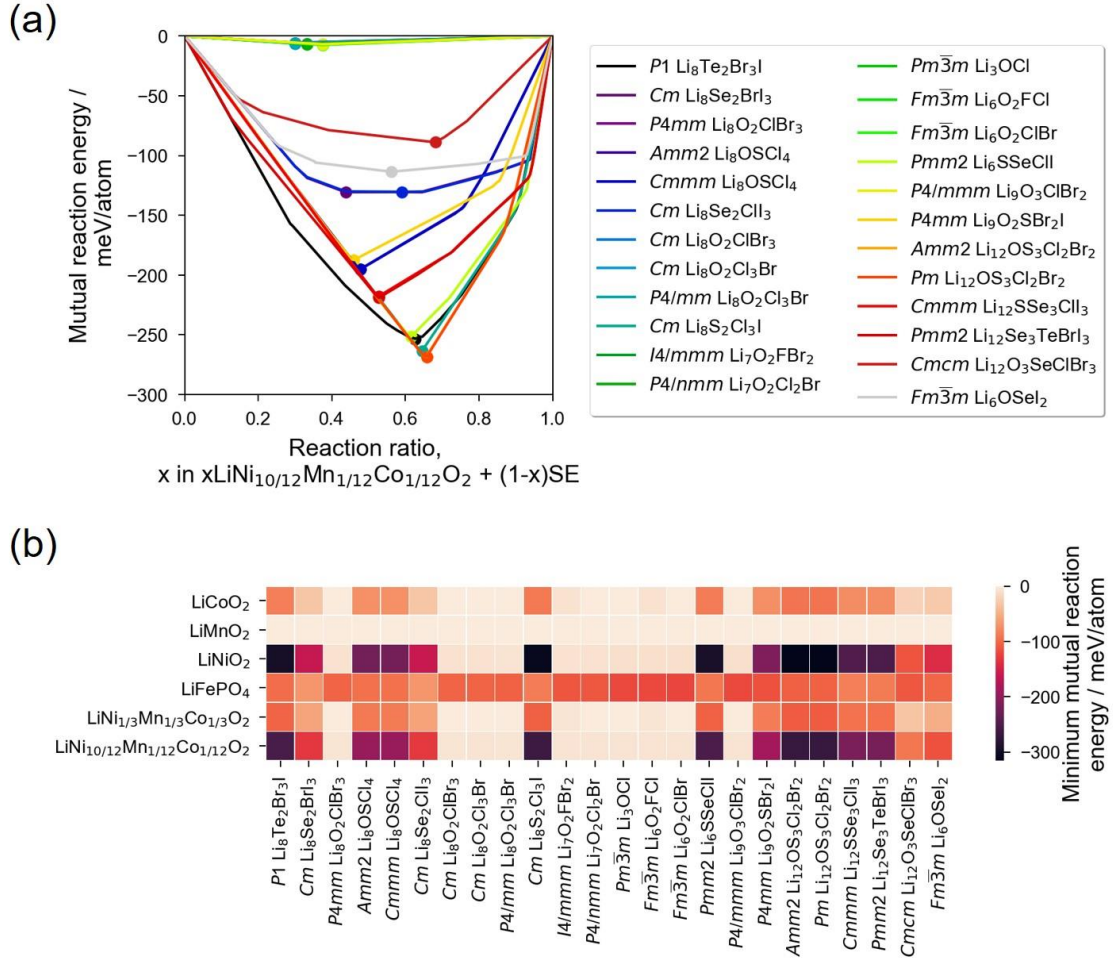 (a)
Mutual reaction energy /
meV/atom
0
−50
−100
−150
−200
−250
−300
0.0 0.2 0.4 0.6 0.8 1.0
Reaction ratio,
x in xLiNi₁₀/₁₂Mn₁/₁₂Co₁/₁₂O₂ + (1-x)SE
P1 Li₈Te₂Br₃I
Cm Li₈Se₂BrI₃
P4mm Li₈O₂ClBr₃
Amm2 Li₈OSCl₄
Cmmm Li₈OSCl₄
Cm Li₈Se₂ClI₃
Cm Li₈O₂ClBr₃
Cm Li₈O₂Cl₃Br
P4/mm Li₈O₂Cl₃Br
Cm Li₈S₂Cl₃I
I4/mmm Li₇O₂FBr₂
P4/nmm Li₇O₂Cl₂Br
Pm3̅m Li₃OCl
Fm3̅m Li₆O₂FCl
Fm3̅m Li₆O₂ClBr
Pmm2 Li₆SSeClI
P4/mmm Li₉O₃ClBr₂
P4mm Li₉O₂SBr₂I
Amm2 Li₁₂OS₃Cl₂Br₂
Pm Li₁₂OS₃Cl₂Br₂
Cmmm Li₁₂SSe₃ClI₃
Pmm2 Li₁₂Se₃TeBrI₃
Cmcm Li₁₂O₃SeClBr₃
Fm3̅m Li₆OSeI₂
(b)
LiCoO₂
LiMnO₂
LiNiO₂
LiFePO₄
LiNi₁/₃Mn₁/₃Co₁/₃O₂
LiNi₁₀/₁₂Mn₁/₁₂Co₁/₁₂O₂
P1 Li₈Te₂Br₃I
Cm Li₈Se₂BrI₃
P4mm Li₈O₂ClBr₃
Amm2 Li₈OSCl₄
Cmmm Li₈OSCl₄
Cm Li₈Se₂ClI₃
Cm Li₈O₂ClBr₃
Cm Li₈O₂Cl₃Br
P4/mm Li₈O₂Cl₃Br
Cm Li₈S₂Cl₃I
I4/mmm Li₇O₂FBr₂
P4/nmm Li₇O₂Cl₂Br
Pm3̅m Li₃OCl
Fm3̅m Li₆O₂FCl
Fm3̅m Li₆O₂ClBr
Pmm2 Li₆SSeClI
P4/mmm Li₉O₃ClBr₂
P4mm Li₉O₂SBr₂I
Amm2 Li₁₂OS₃Cl₂Br₂
Pm Li₁₂OS₃Cl₂Br₂
Cmmm Li₁₂SSe₃ClI₃
Pmm2 Li₁₂Se₃TeBrI₃
Cmcm Li₁₂O₃SeClBr₃
Fm3̅m Li₆OSeI₂
0
−100
−200
−300
Minimum mutual reaction
energy / meV/atom